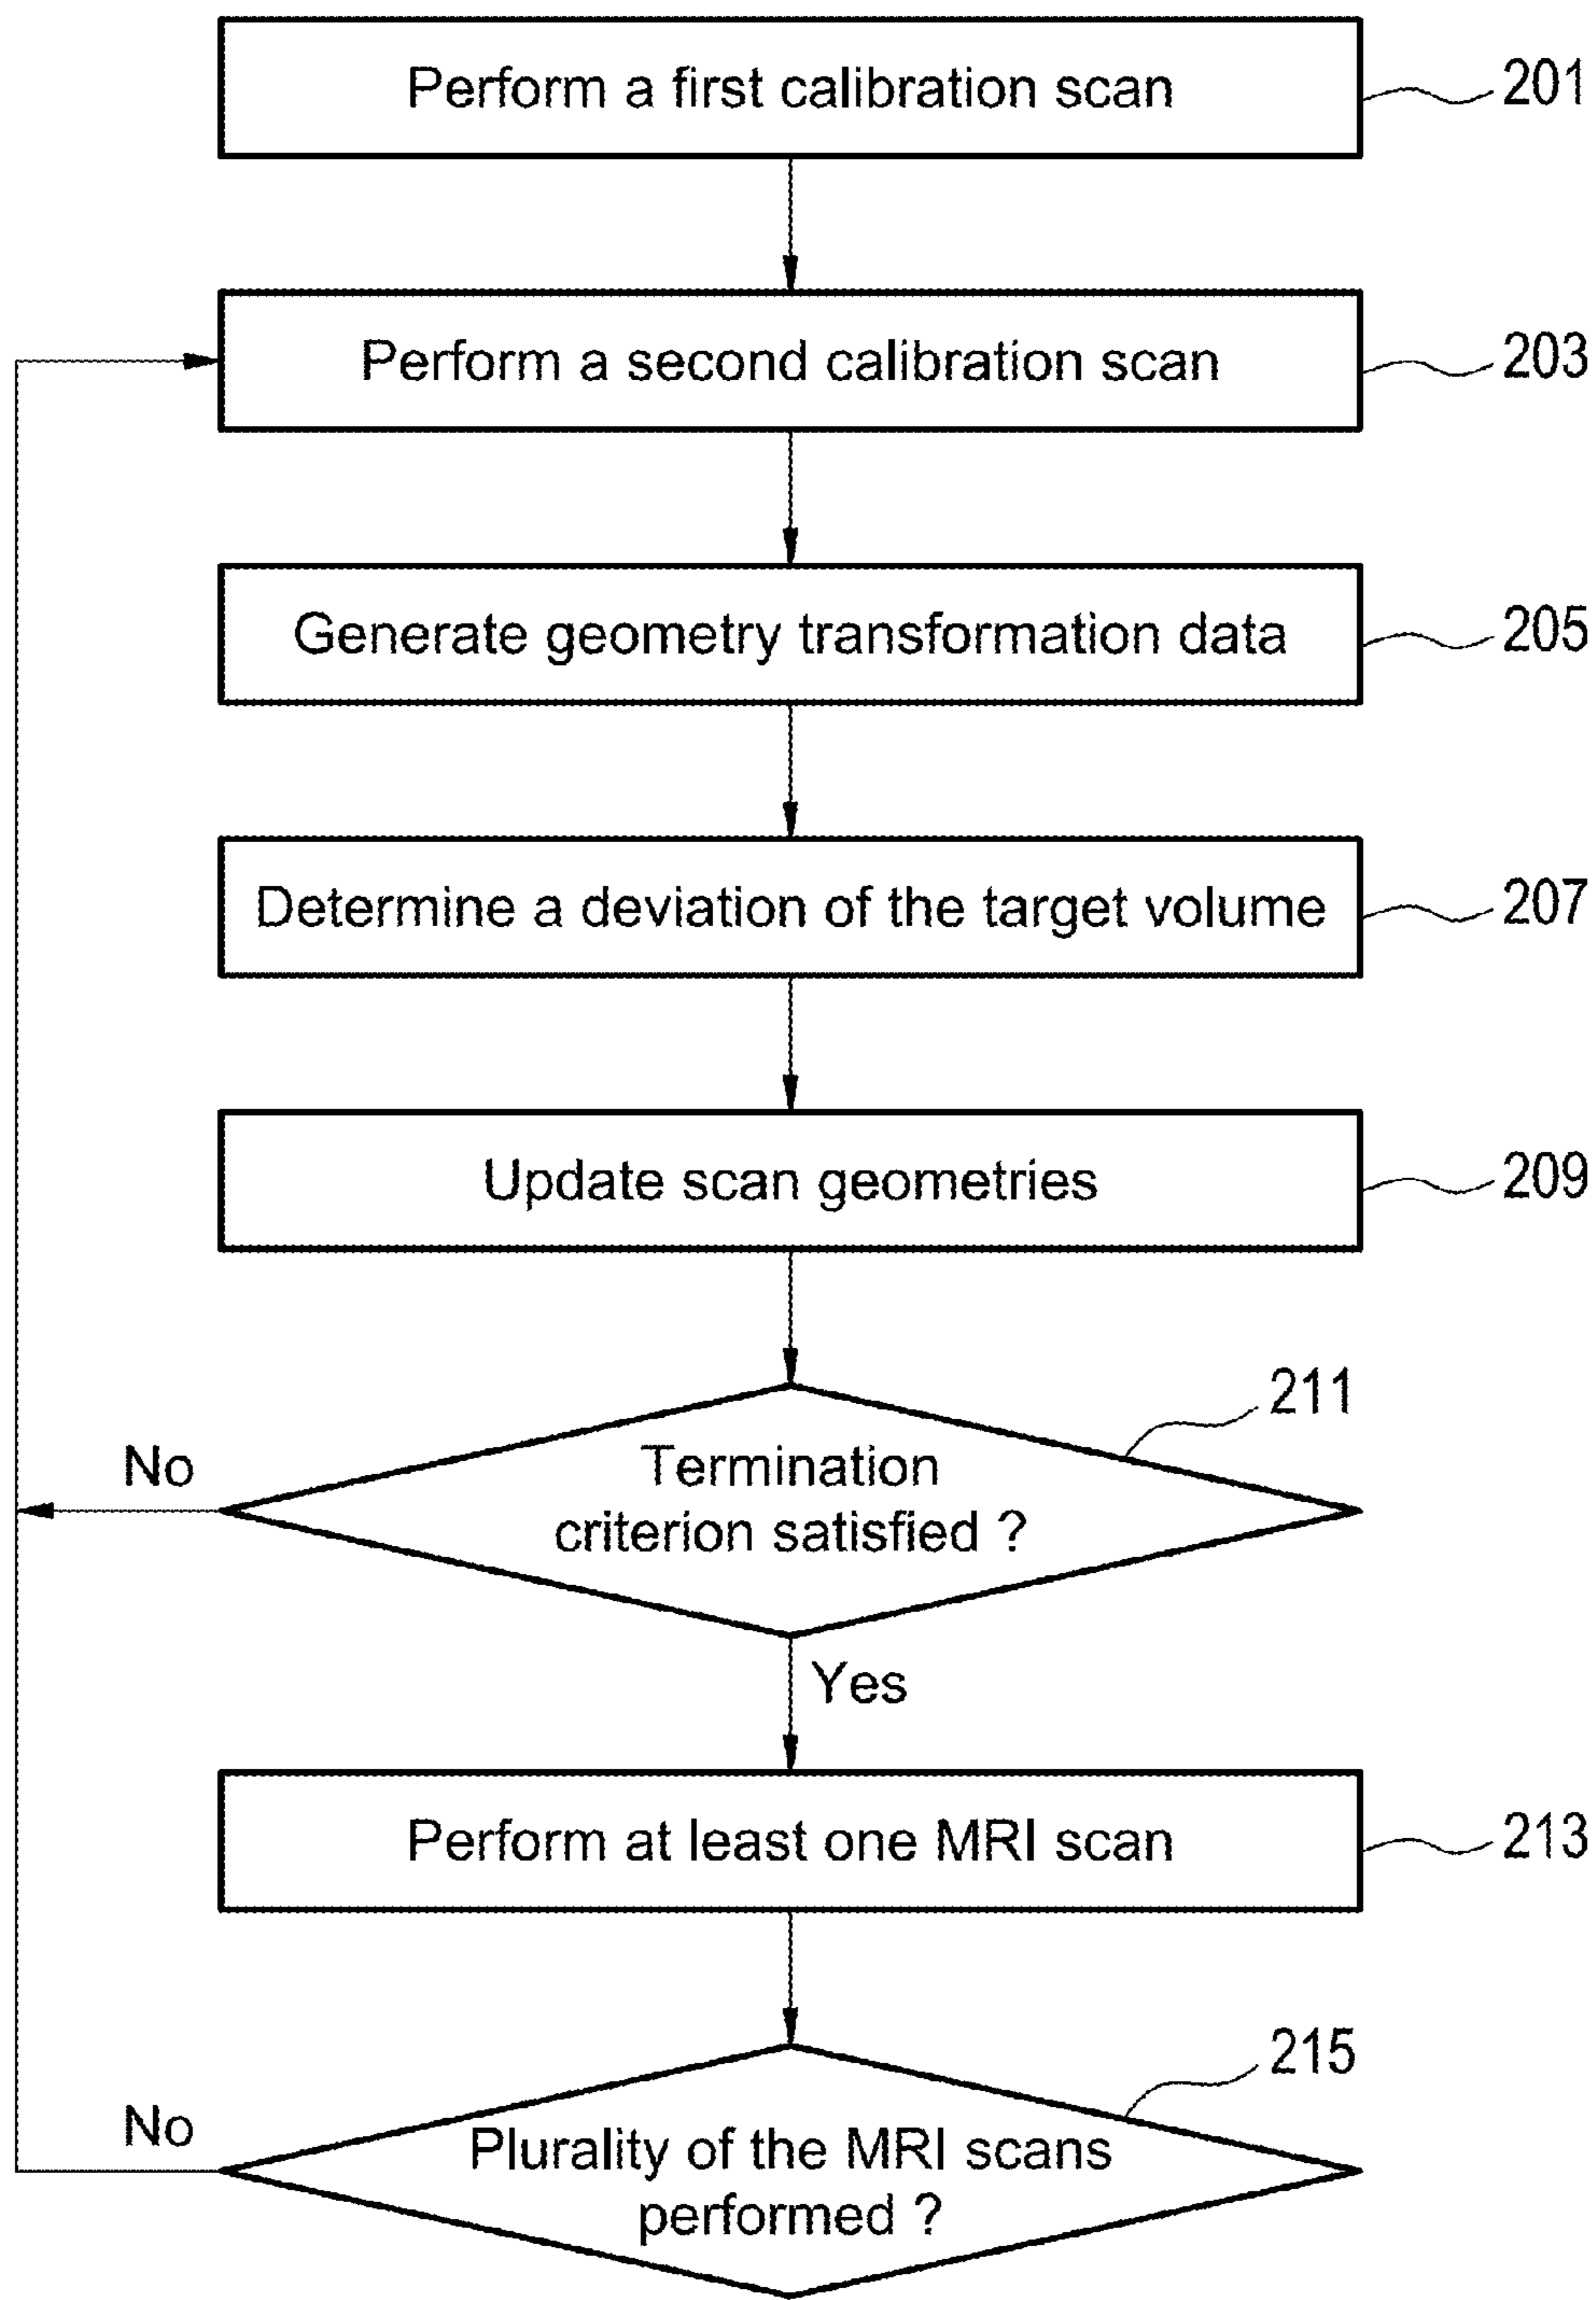 Perform a first calibration scan
201
Perform a second calibration scan
203
Generate geometry transformation data
205
Determine a deviation of the target volume
207
Update scan geometries
209
211
No
Termination
criterion satisfied ?
Yes
Perform at least one MRI scan
213
215
No
Plurality of the MRI scans
performed ?